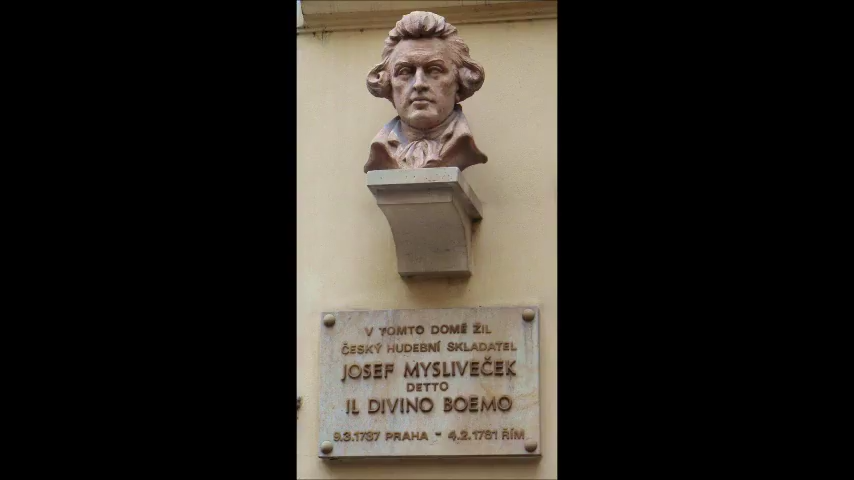 V TOMTO DOMĚ ŽIL
ČESKÝ HUDEBNÍ SKLADATEL
JOSEF MYSLIVEČEK
DETTO
IL DIVINO BOEMO
9.3.1737 PRAHA - 4.2.1781 ŘÍM